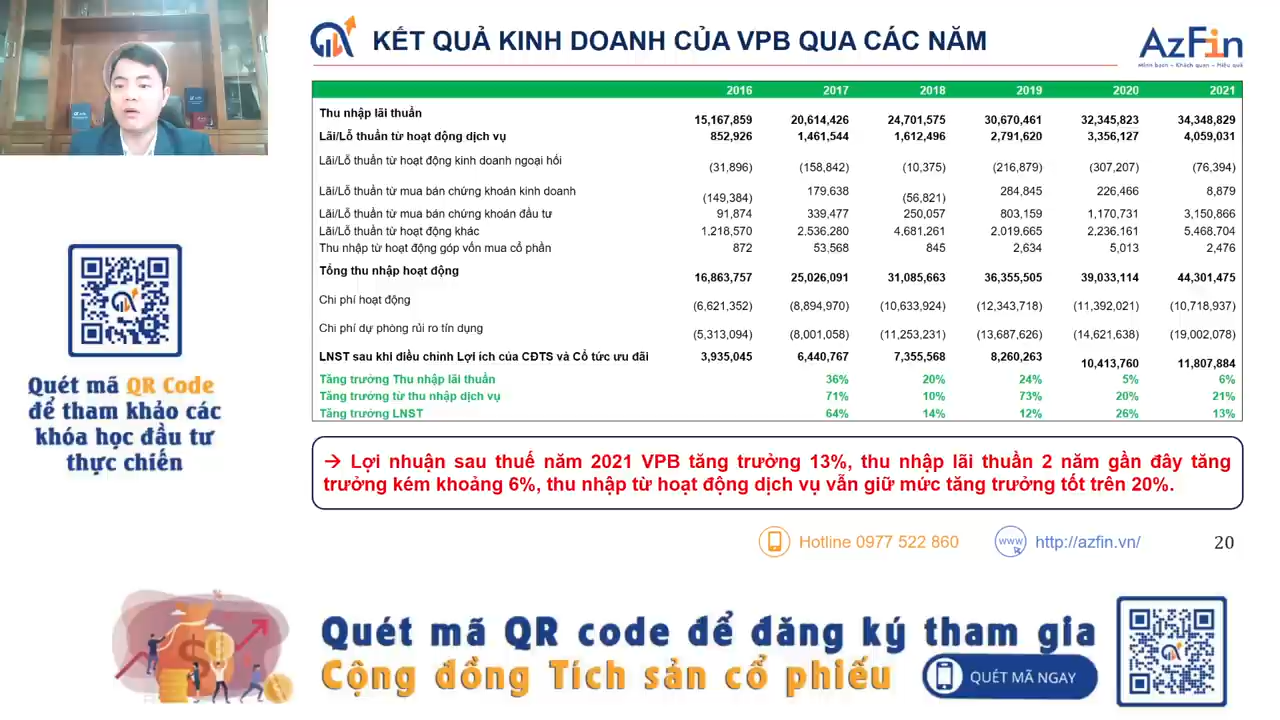 KẾT QUẢ KINH DOANH CỦA VPB QUA CÁC NĂM
AzFin
Minh bạch – Khách quan – Hiệu quả
2016 2017 2018 2019 2020 2021
Thu nhập lãi thuần 15,167,859 20,614,426 24,701,575 30,670,461 32,345,823 34,348,829
Lãi/Lỗ thuần từ hoạt động dịch vụ 852,926 1,461,544 1,612,496 2,791,620 3,356,127 4,059,031
Lãi/Lỗ thuần từ hoạt động kinh doanh ngoại hối (31,896) (158,842) (10,375) (216,879) (307,207) (76,394)
Lãi/Lỗ thuần từ mua bán chứng khoán kinh doanh (149,384) 179,638 (56,821) 284,845 226,466 8,879
Lãi/Lỗ thuần từ mua bán chứng khoán đầu tư 91,874 339,477 250,057 803,159 1,170,731 3,150,866
Lãi/Lỗ thuần từ hoạt động khác 1,218,570 2,536,280 4,681,261 2,019,665 2,236,161 5,468,704
Thu nhập từ hoạt động góp vốn mua cổ phần 872 53,568 845 2,634 5,013 2,476
Tổng thu nhập hoạt động 16,863,757 25,026,091 31,085,663 36,355,505 39,033,114 44,301,475
Chi phí hoạt động (6,621,352) (8,894,970) (10,633,924) (12,343,718) (11,392,021) (10,718,937)
Chi phí dự phòng rủi ro tín dụng (5,313,094) (8,001,058) (11,253,231) (13,687,626) (14,621,638) (19,002,078)
LNST sau khi điều chỉnh Lợi ích của CĐTS và Cổ tức ưu đãi 3,935,045 6,440,767 7,355,568 8,260,263 10,413,760 11,807,884
Tăng trưởng Thu nhập lãi thuần 36% 20% 24% 5% 6%
Tăng trưởng từ thu nhập dịch vụ 71% 10% 73% 20% 21%
Tăng trưởng LNST 64% 14% 12% 26% 13%
Quét mã QR Code
để tham khảo các
khóa học đầu tư
thực chiến
→ Lợi nhuận sau thuế năm 2021 VPB tăng trưởng 13%, thu nhập lãi thuần 2 năm gần đây tăng
trưởng kém khoảng 6%, thu nhập từ hoạt động dịch vụ vẫn giữ mức tăng trưởng tốt trên 20%.
Hotline 0977 522 860 www http://azfin.vn/ 20
Quét mã QR code để đăng ký tham gia
Cộng đồng Tích sản cổ phiếu
QUÉT MÃ NGAY